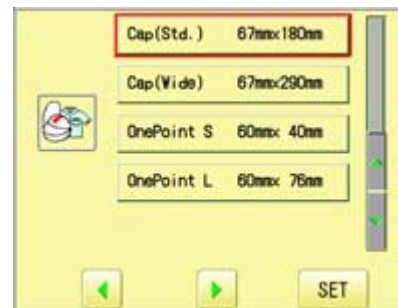 Cap(Std.) 67mm×180mm
Cap(Wide) 67mm×290mm
OnePoint S 60mm× 40mm
OnePoint L 60mm× 76mm
SET